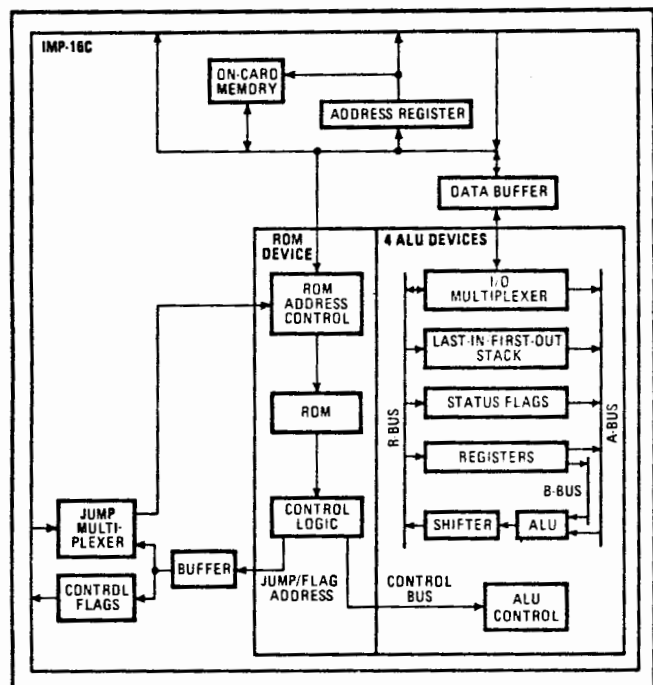 IMP-16C
ON-CARD
MEMORY
ADDRESS REGISTER
DATA BUFFER
ROM
DEVICE
4 ALU DEVICES
ROM
ADDRESS
CONTROL
I/O
MULTIPLEXER
LAST-IN-FIRST-OUT
STACK
STATUS FLAGS
ROM
R-BUS
A-BUS
REGISTERS
B-BUS
JUMP
MULTI-
PLEXER
CONTROL
LOGIC
SHIFTER
ALU
BUFFER
CONTROL
FLAGS
JUMP/FLAG
ADDRESS
CONTROL
BUS
ALU
CONTROL